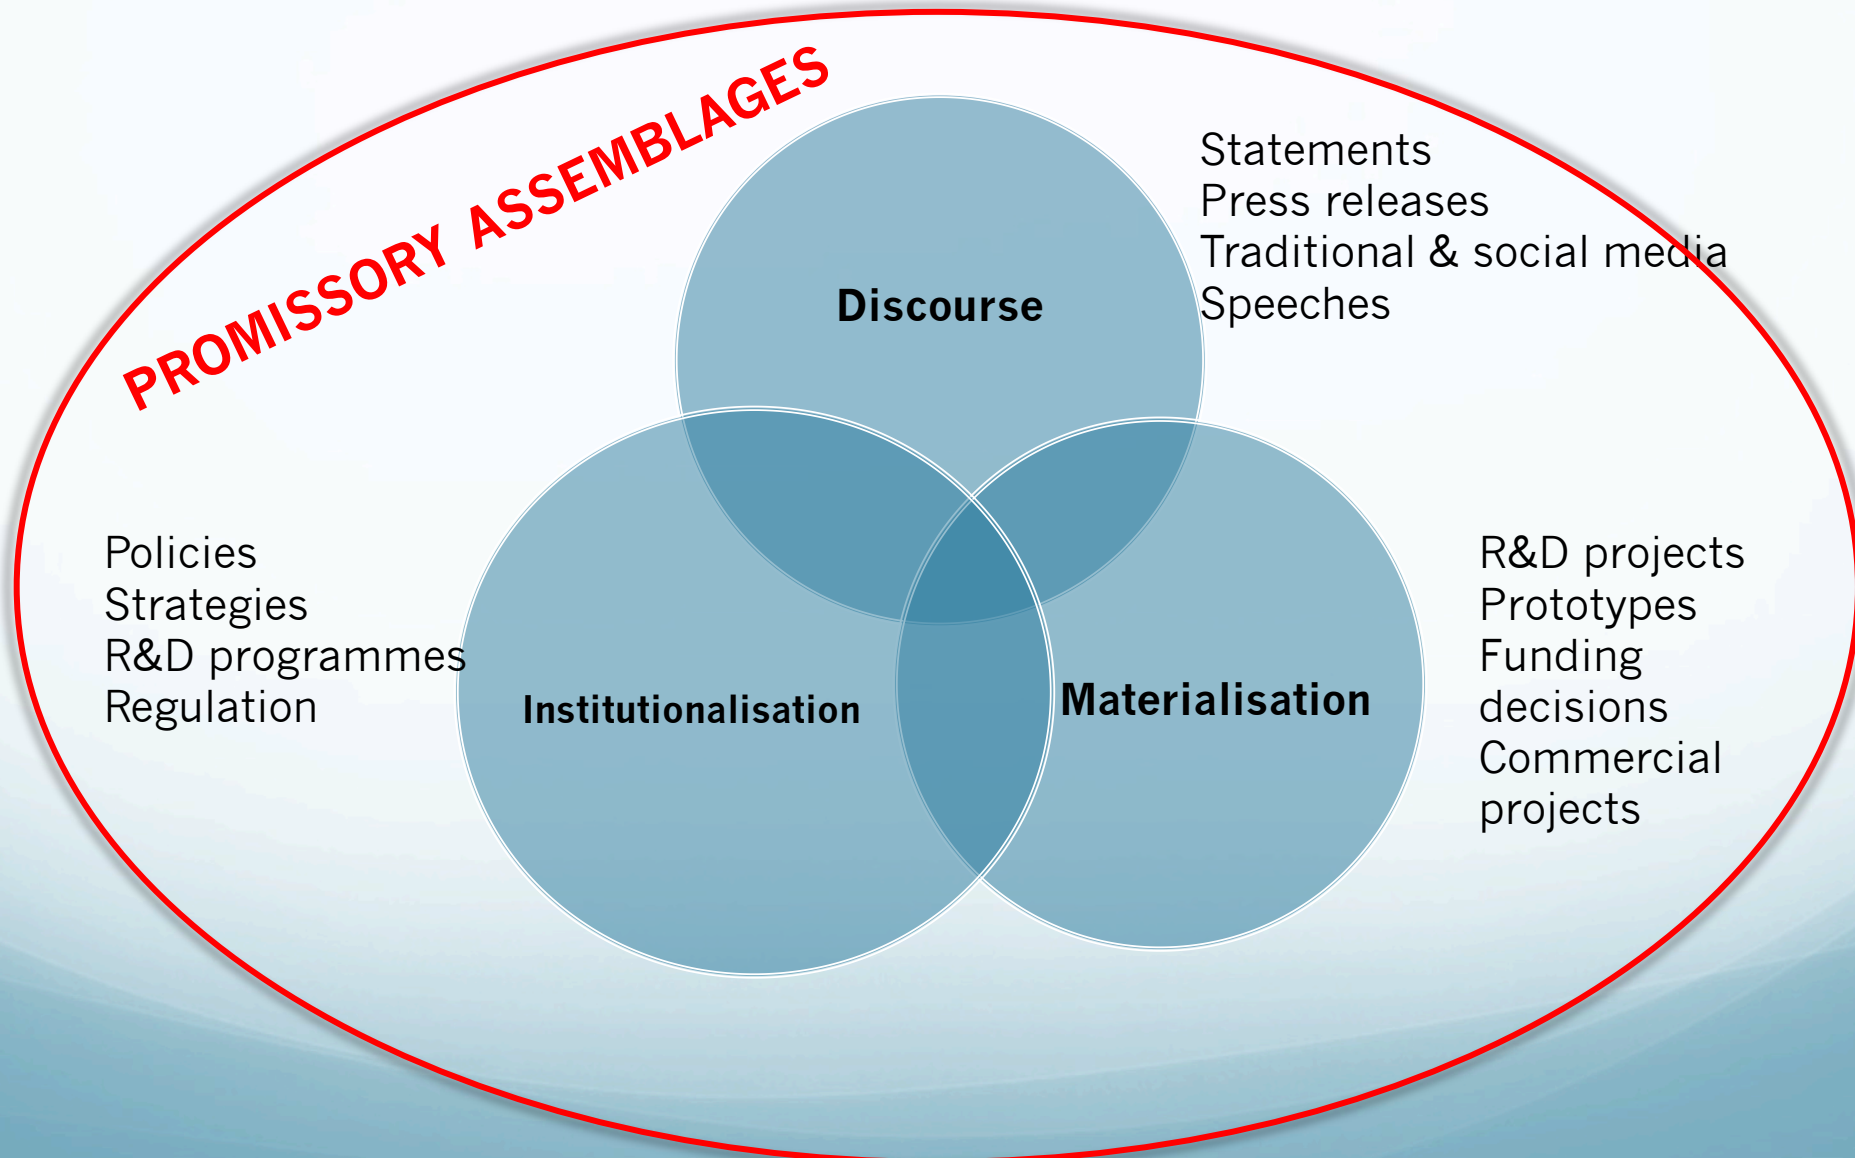 PROMISSORY ASSEMBLAGES
Statements
Press releases
Traditional & social media
Speeches
Discourse
Policies
Strategies
R&D programmes
Regulation
Institutionalisation
Materialisation
R&D projects
Prototypes
Funding
decisions
Commercial
projects